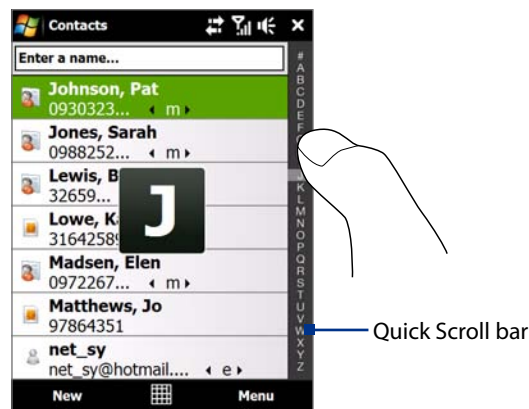 Contacts
Enter a name...
Johnson, Pat
0930323... m
Jones, Sarah
0988252... m
Lewis, B
32659...
J
Lowe, K
31642589
Madsen, Elen
0972267... m
Matthews, Jo
97864351
net_sy
net_sy@hotmail.... e
New
Menu
#
A
B
C
D
E
F
J
K
L
M
N
O
P
Q
R
S
T
U
V
W
X
Y
Z
Quick Scroll bar